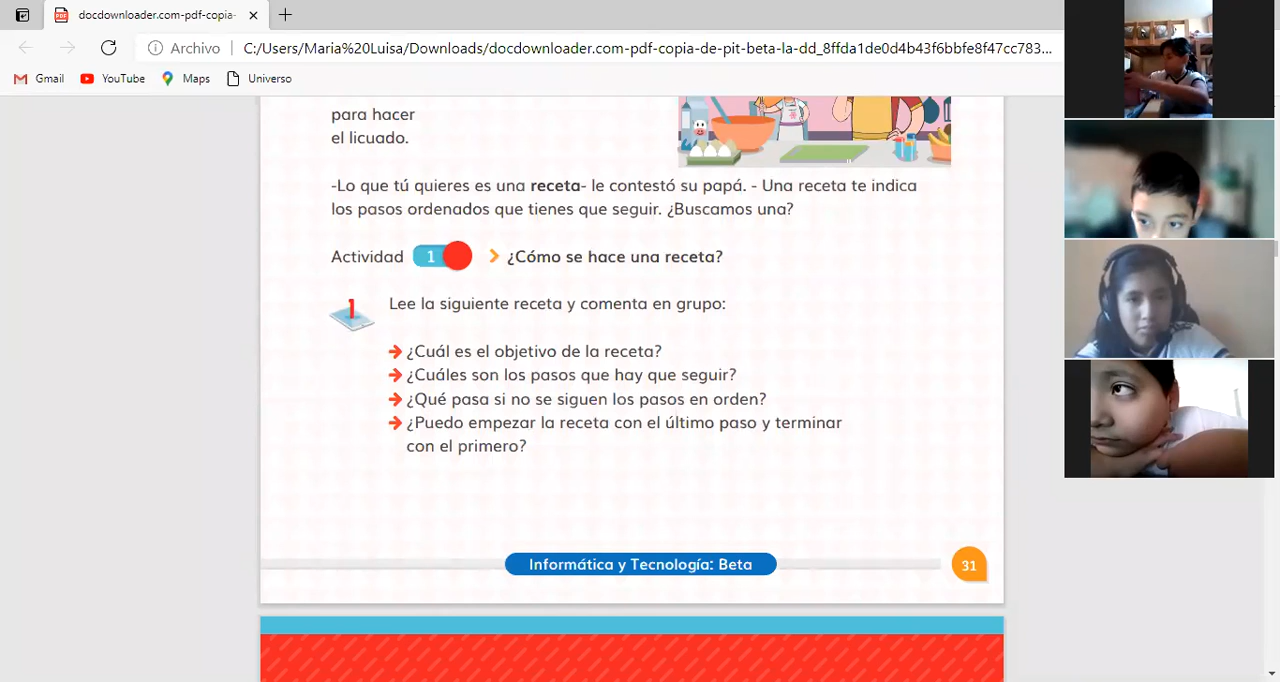 docdownloader.com-pdf-copia-
Archivo
C:/Users/Maria%20Luisa/Downloads/docdownloader.com-pdf-copia-de-pit-beta-la-dd_8ffda1de0d4b43f6bbfe8f47cc783...
Gmail YouTube Maps Universo
para hacer
el licuado.
-Lo que tú quieres es una receta- le contestó su papá. - Una receta te indica
los pasos ordenados que tienes que seguir. ¿Buscamos una?
Actividad 1 ¿Cómo se hace una receta?
1 Lee la siguiente receta y comenta en grupo:
¿Cuál es el objetivo de la receta?
¿Cuáles son los pasos que hay que seguir?
¿Qué pasa si no se siguen los pasos en orden?
¿Puedo empezar la receta con el último paso y terminar
con el primero?
Informática y Tecnología: Beta
31